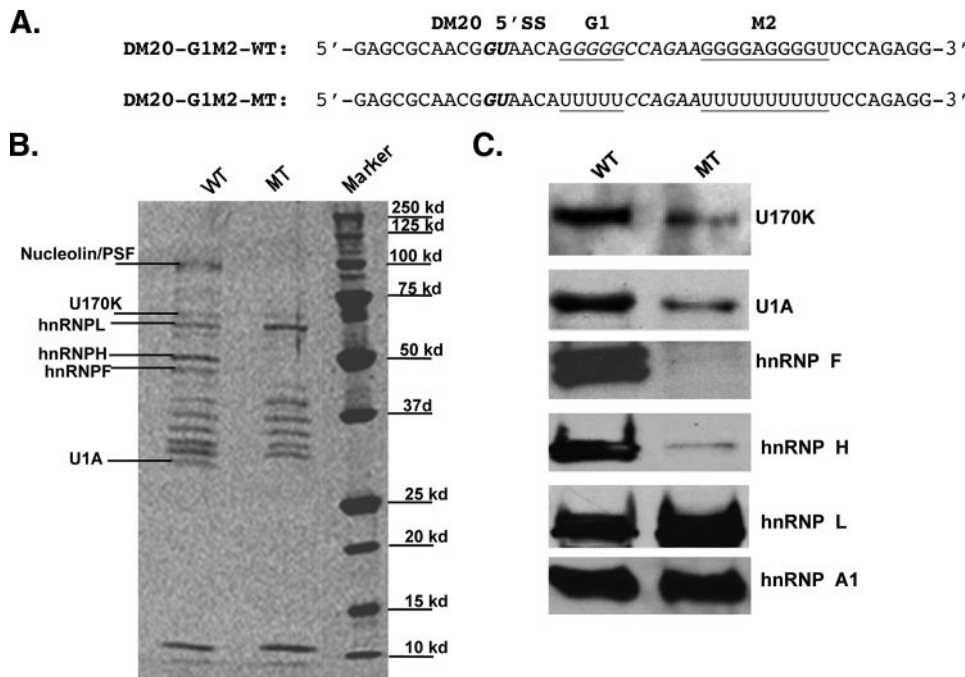 A.
DM20 5'SS G1 M2
DM20-G1M2-WT: 5'-GAGCGCAACGGUAACAGGGGGCCAGAAGGGGAGGGGUUCCAGAGG-3'
DM20-G1M2-MT: 5'-GAGCGCAACGGUAACAUUUUUCCAGAAUUUUUUUUUUUCCAGAGG-3'
B.
WT MT Marker
250 kd
125 kd
Nucleolin/PSF
100 kd
75 kd
U170K
hnRNPL
hnRNPH
50 kd
hnRNPF
37d
U1A
25 kd
20 kd
15 kd
10 kd
C.
WT MT
U170K
U1A
hnRNP F
hnRNP H
hnRNP L
hnRNP A1